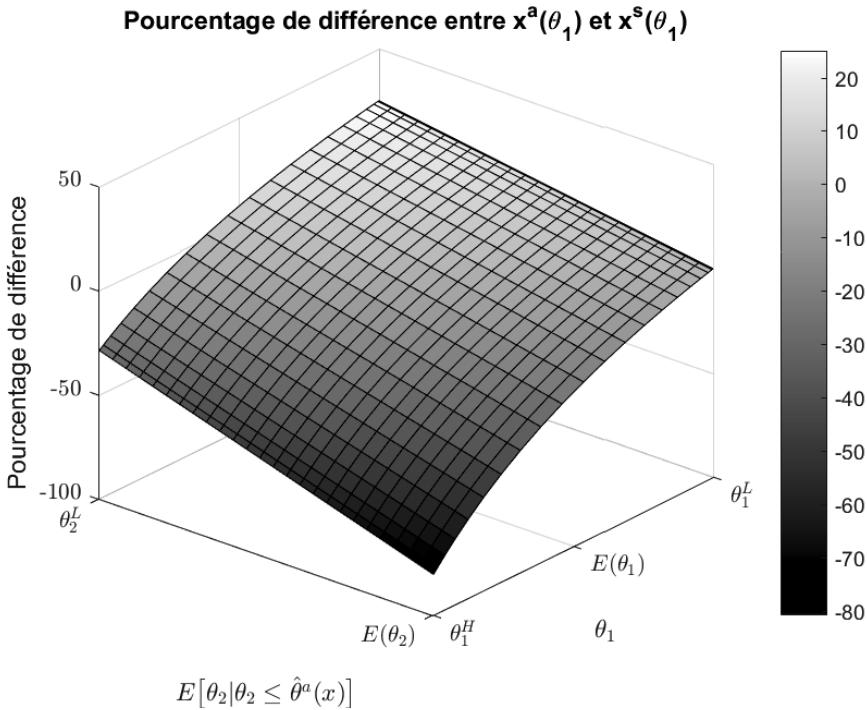 Pourcentage de différence entre x^a(θ_1) et x^s(θ_1)
Pourcentage de différence
50
0
-50
-100
θ_2^L
E(θ_2)
E[θ_2|θ_2 ≤ θ̂^a(x)]
θ_1^H
E(θ_1)
θ_1^L
θ_1
20
10
0
-10
-20
-30
-40
-50
-60
-70
-80